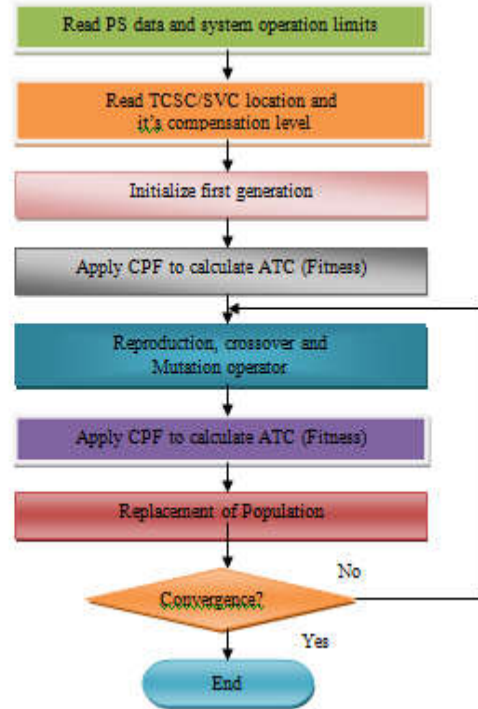 Read PS data and system operation limits
Read TCSC/SVC location and
it's compensation level
Initialize first generation
Apply CPF to calculate ATC (Fitness)
Reproduction, crossover and
Mutation operator
Apply CPF to calculate ATC (Fitness)
Replacement of Population
Convergence?
No
Yes
End